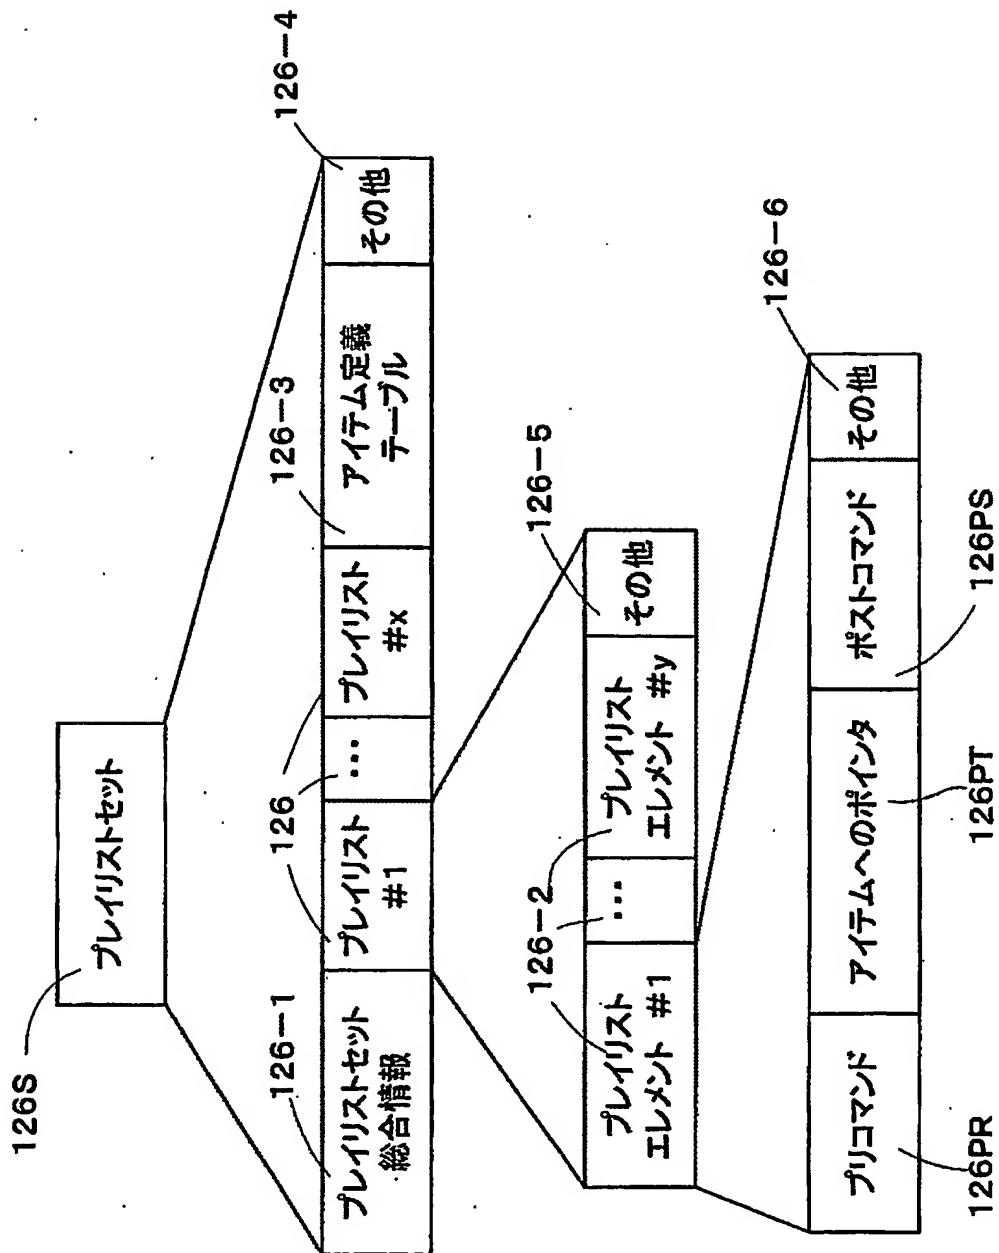 126S
プレイリストセット
126-1
126
126-3
126-4
プレイリストセット
総合情報
プレイリスト
#1
...
プレイリスト
#x
アイテム定義
テーブル
その他
126-2
126-5
プレイリスト
エレメント #1
...
プレイリスト
エレメント #y
その他
126-6
プリコマンド
アイテムへのポインタ
ポストコマンド
その他
126PR
126PT
126PS